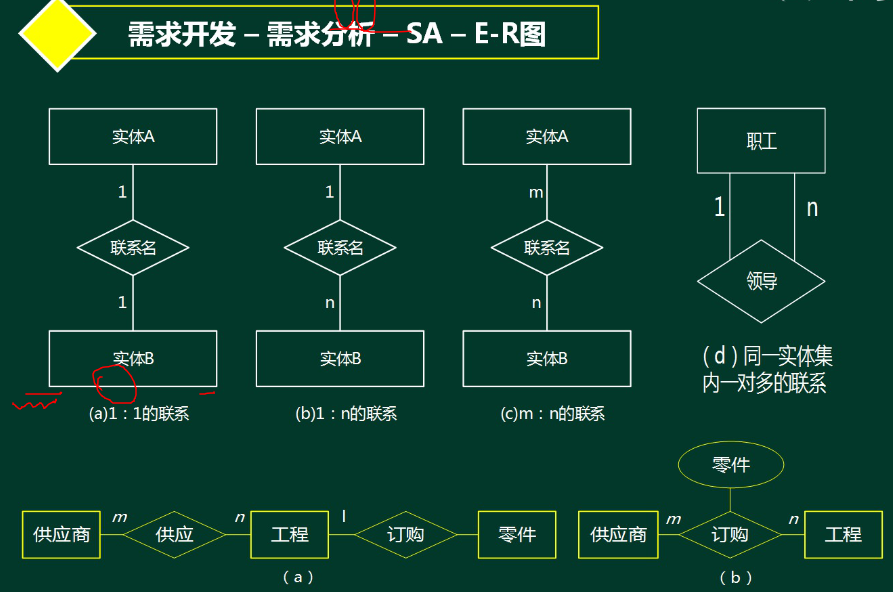 需求开发 – 需求分析 – SA – E-R图
实体A
1
联系名
1
实体B
(a)1：1的联系
实体A
1
联系名
n
实体B
(b)1：n的联系
实体A
m
联系名
n
实体B
(c)m：n的联系
职工
1 n
领导
(d)同一实体集
内一对多的联系
供应商 m 供应 n 工程 l 订购 零件
(a)
零件
供应商 m 订购 n 工程
(b)